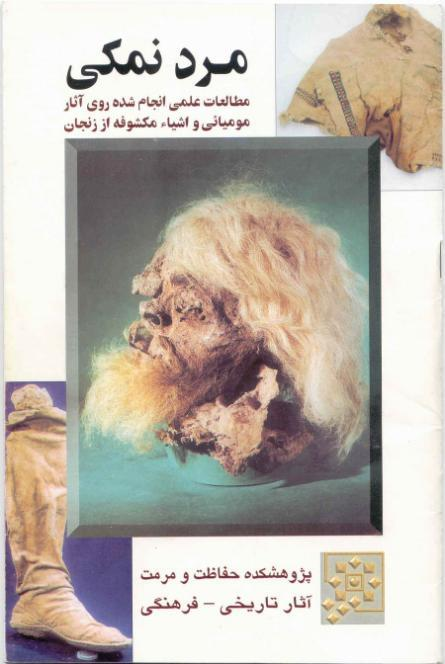 مرد نمکی
مطالعات علمی انجام شده روی آثار
مومیائی و اشیاء مکشوفه از زنجان
پژوهشکده حفاظت و مرمت
آثار تاریخی - فرهنگی